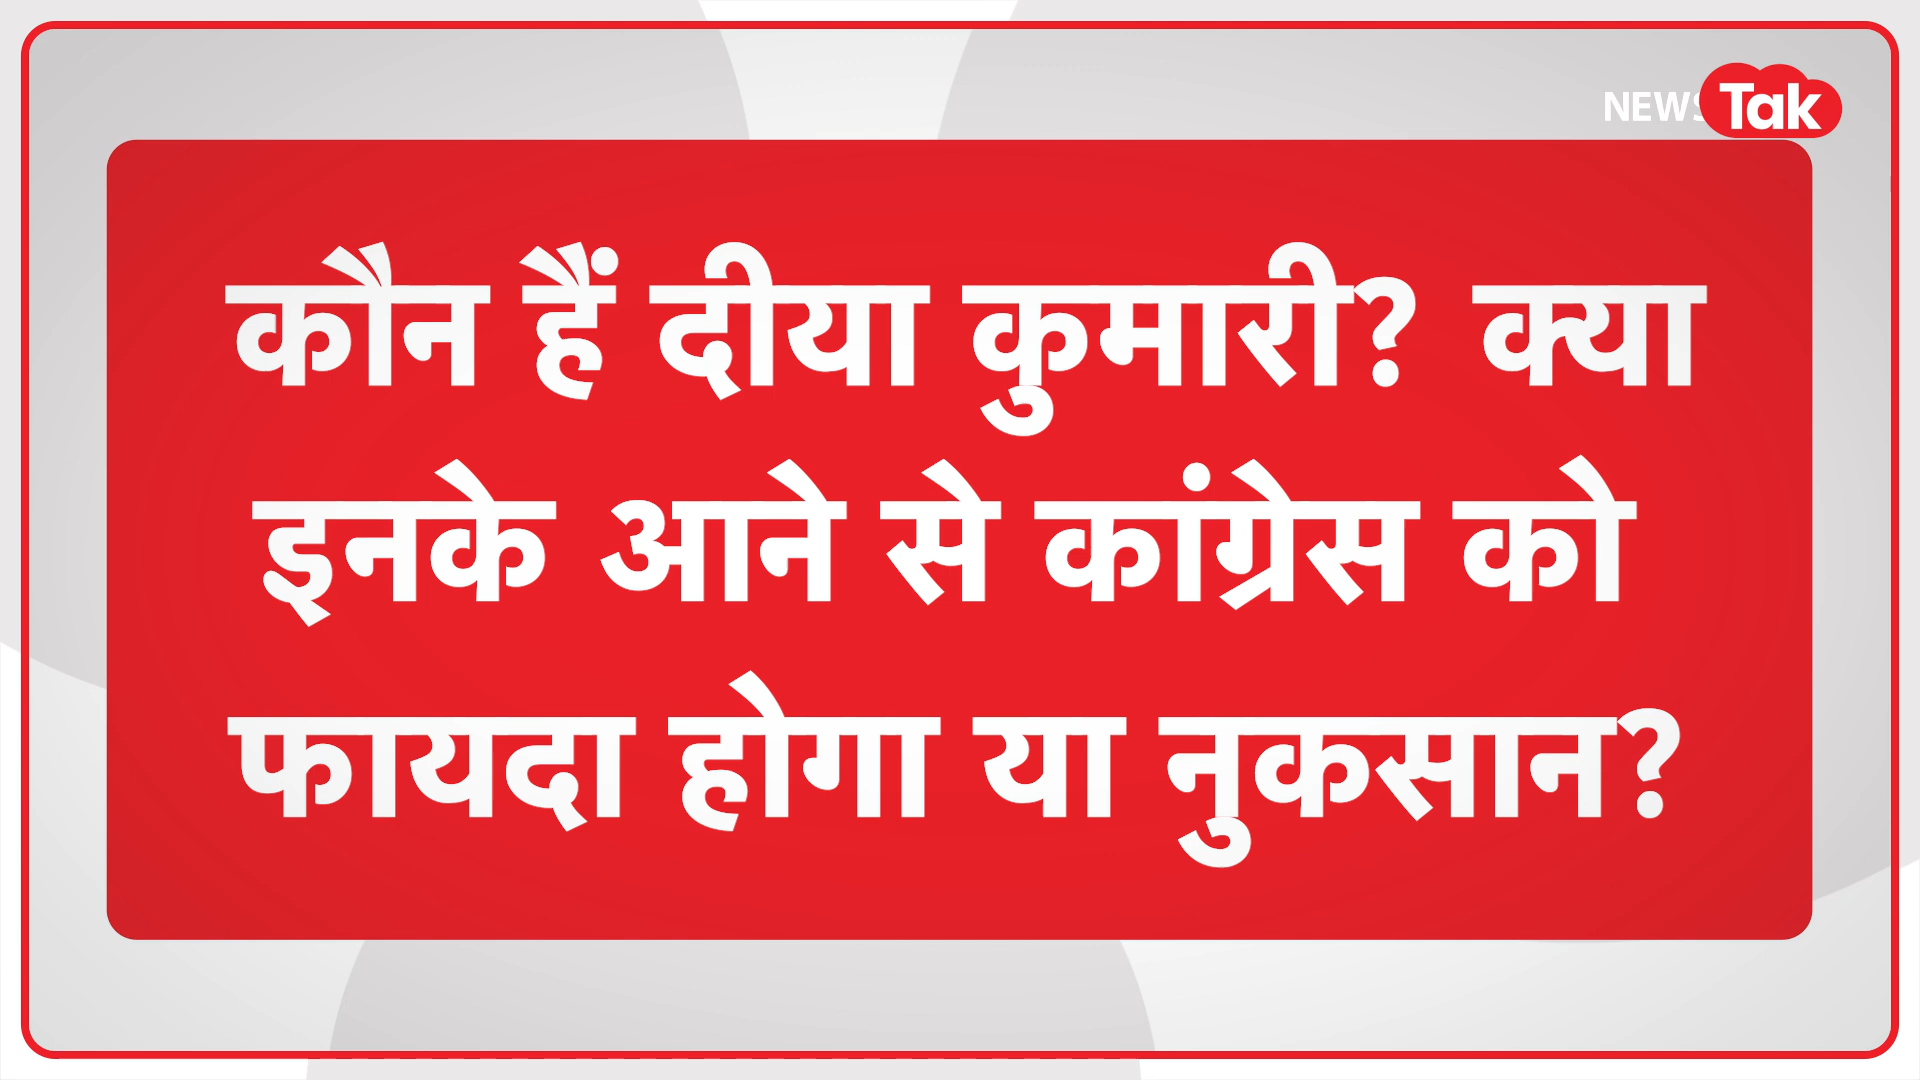 NEWS Tak
कौन हैं दीया कुमारी? क्या
इनके आने से कांग्रेस को
फायदा होगा या नुकसान?